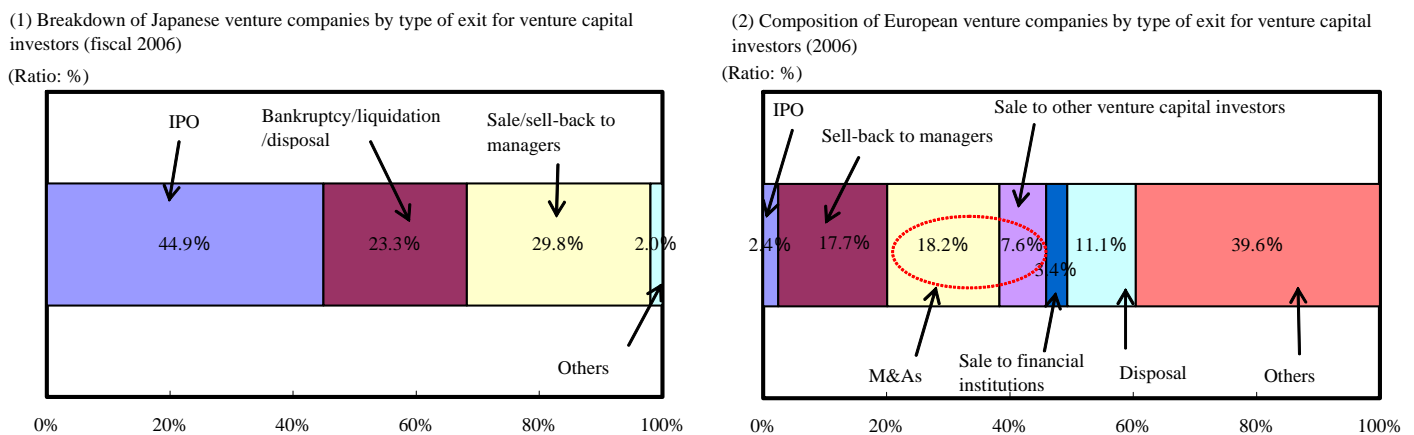 (1) Breakdown of Japanese venture companies by type of exit for venture capital
investors (fiscal 2006)
(Ratio: %)
IPO
Bankruptcy/liquidation
/disposal
Sale/sell-back to
managers
44.9%
23.3%
29.8%
2.0%
Others
0%
20%
40%
60%
80%
100%
(2) Composition of European venture companies by type of exit for venture capital
investors (2006)
(Ratio: %)
IPO
Sale to other venture capital investors
Sell-back to managers
2.4%
17.7%
18.2%
7.6%
3.4%
11.1%
39.6%
M&As
Sale to financial
institutions
Disposal
Others
0%
20%
40%
60%
80%
100%